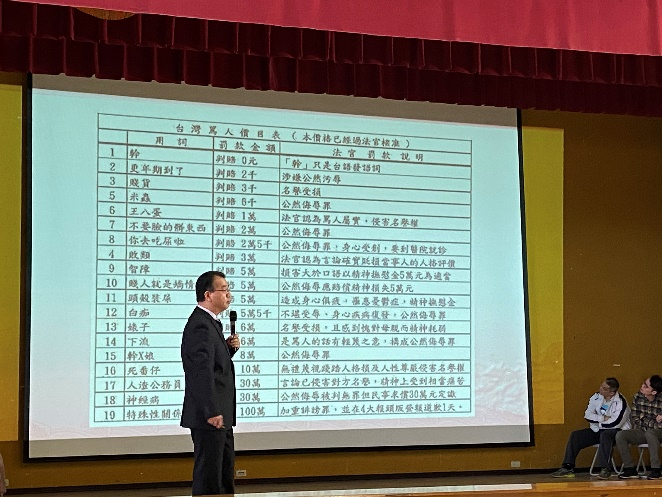 台灣罵人價目表（本價格已經過法官核准）
用詞 罰款金額 法官罰款說明
1 幹 判賠0元 「幹」只是台語發語詞
2 更年期到了 判賠2千 涉嫌公然污辱
3 賤貨 判賠3千 名譽受損
5 米蟲 判賠6千 公然侮辱罪
6 王八蛋 判賠1萬 法官認為罵人屬實，侵害名譽權
7 不要臉的髒東西 判賠2萬 公然侮辱罪
8 你去吃屎啦 判賠2萬5千 公然侮辱、身心受創，要到醫院就診
4 敗類 判賠3萬 法官認為言論確實貶損當事人的人格評價
9 智障 判賠5萬 損害大於口語以精神撫慰金5萬元為適當
10 賤人就是矯情 5萬 公然侮辱應賠償精神損失5萬元
11 頭殼裝屎 5萬 造成身心俱疲，罹患憂鬱症，精神撫慰金
12 白痴 5萬5千 不堪受辱、身心疾病復發，公然侮辱罪
13 婊子 6萬 名譽受損，且感到愧對母親而精神耗弱
14 下流 6萬 是罵人的話有輕蔑之意，構成公然侮辱罪
15 幹X娘 8萬 公然侮辱罪
16 死番仔 10萬 無禮蔑視踐踏人格損及人性尊嚴侵害名譽權
17 人渣公務員 30萬 言論已侵害對方名譽，精神上受到相當痛苦
18 神經病 30萬 公然侮辱被判無罪但民事求償30萬元定讞
19 特殊性關係 100萬 加重誹謗罪，並在4大報頭版登報道歉1天。